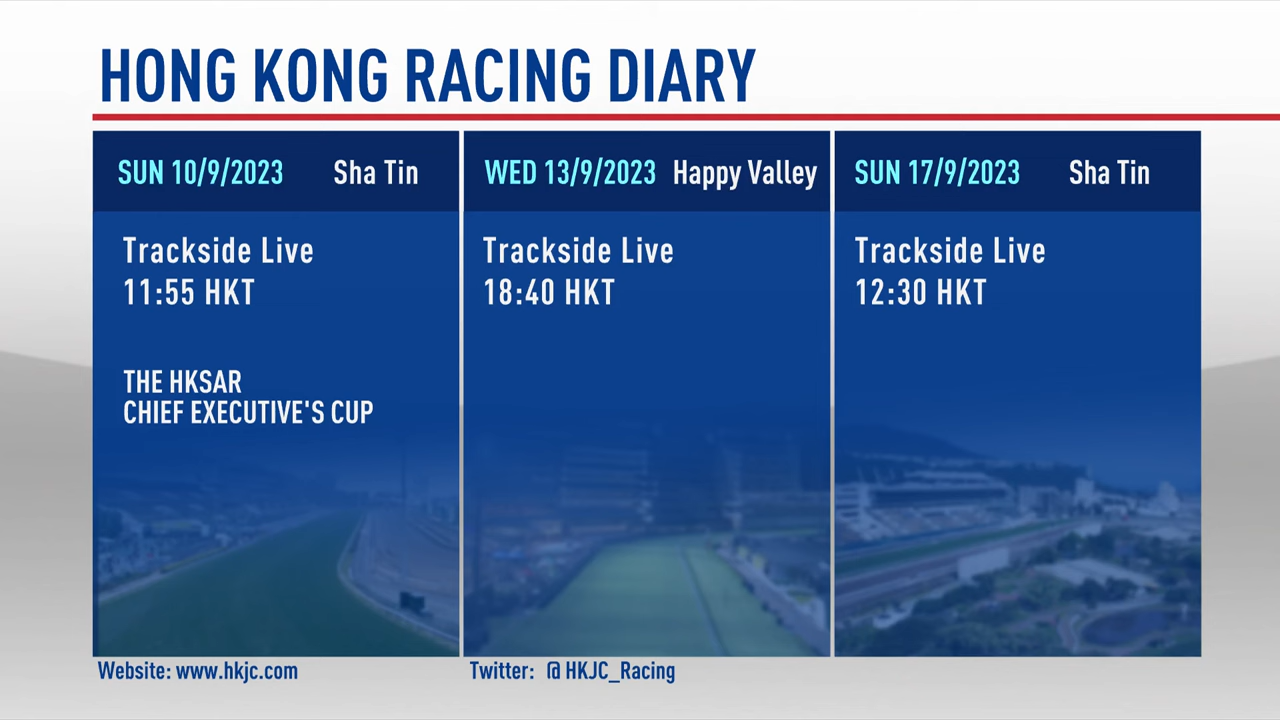 HONG KONG RACING DIARY
SUN 10/9/2023 Sha Tin
Trackside Live
11:55 HKT
THE HKSAR
CHIEF EXECUTIVE'S CUP
WED 13/9/2023 Happy Valley
Trackside Live
18:40 HKT
SUN 17/9/2023 Sha Tin
Trackside Live
12:30 HKT
Website: www.hkjc.com
Twitter: @HKJC_Racing